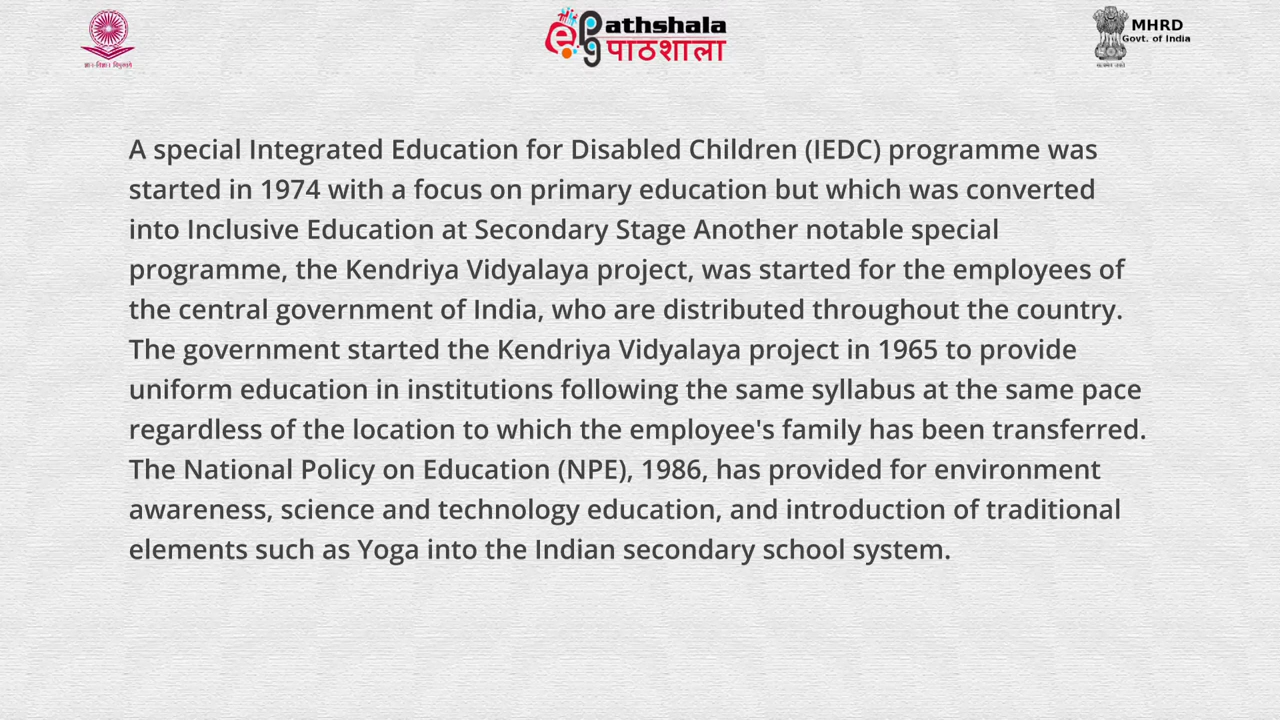 ePG Pathshala
पाठशाला
MHRD
Govt. of India
A special Integrated Education for Disabled Children (IEDC) programme was
started in 1974 with a focus on primary education but which was converted
into Inclusive Education at Secondary Stage Another notable special
programme, the Kendriya Vidyalaya project, was started for the employees of
the central government of India, who are distributed throughout the country.
The government started the Kendriya Vidyalaya project in 1965 to provide
uniform education in institutions following the same syllabus at the same pace
regardless of the location to which the employee's family has been transferred.
The National Policy on Education (NPE), 1986, has provided for environment
awareness, science and technology education, and introduction of traditional
elements such as Yoga into the Indian secondary school system.